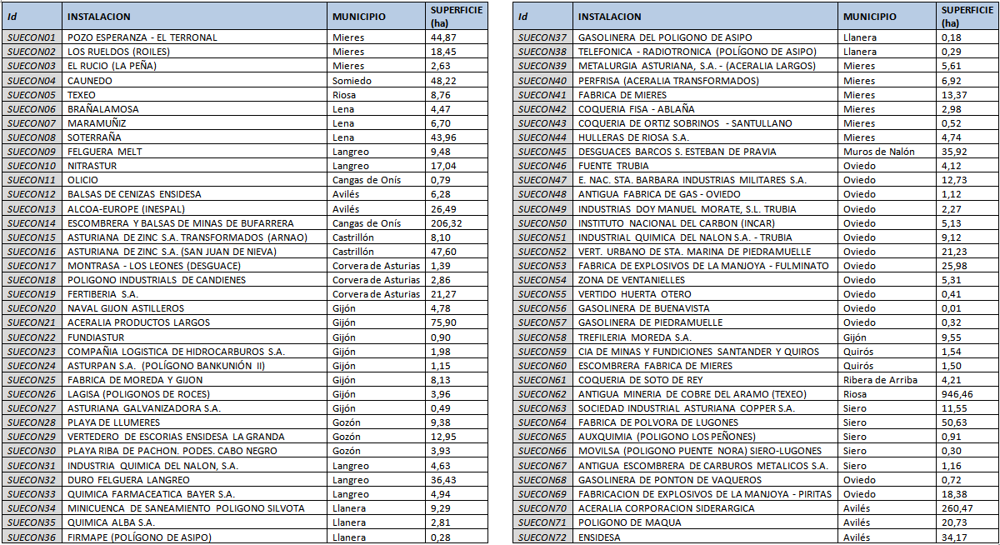 Id INSTALACION MUNICIPIO SUPERFICIE (ha)
SUECON01 POZO ESPERANZA - EL TERRONAL Mieres 44,87
SUECON02 LOS RUELDOS (ROILES) Mieres 18,45
SUECON03 EL RUCIO (LA PEÑA) Mieres 2,63
SUECON04 CAUNEDO Somiedo 48,22
SUECON05 TEXEO Riosa 8,76
SUECON06 BRAÑALAMOSA Lena 4,47
SUECON07 MARAMUÑIZ Lena 6,70
SUECON08 SOTERRAÑA Lena 43,96
SUECON09 FELGUERA MELT Langreo 9,48
SUECON10 NITRASTUR Langreo 17,04
SUECON11 OLICIO Cangas de Onís 0,79
SUECON12 BALSAS DE CENIZAS ENSIDESA Avilés 6,28
SUECON13 ALCOA-EUROPE (INESPAL) Avilés 26,49
SUECON14 ESCOMBRERA Y BALSAS DE MINAS DE BUFARRERA Cangas de Onís 206,32
SUECON15 ASTURIANA DE ZINC S.A. TRANSFORMADOS (ARNAO) Castrillón 8,10
SUECON16 ASTURIANA DE ZINC S.A. (SAN JUAN DE NIEVA) Castrillón 47,60
SUECON17 MONTRASA - LOS LEONES (DESGUACE) Corvera de Asturias 1,39
SUECON18 POLIGONO INDUSTRIALS DE CANDIENES Corvera de Asturias 2,86
SUECON19 FERTIBERIA S.A. Corvera de Asturias 21,27
SUECON20 NAVAL GIJON ASTILLEROS Gijón 4,78
SUECON21 ACERALIA PRODUCTOS LARGOS Gijón 75,90
SUECON22 FUNDIASTUR Gijón 0,90
SUECON23 COMPAÑIA LOGISTICA DE HIDROCARBUROS S.A. Gijón 1,98
SUECON24 ASTURPAN S.A. (POLÍGONO BANKUNIÓN II) Gijón 1,15
SUECON25 FABRICA DE MOREDA Y GIJON Gijón 8,13
SUECON26 LAGISA (POLIGONOS DE ROCES) Gijón 3,96
SUECON27 ASTURIANA GALVANIZADORA S.A. Gijón 0,49
SUECON28 PLAYA DE LLUMERES Gozón 9,38
SUECON29 VERTEDERO DE ESCORIAS ENSIDESA LA GRANDA Gozón 12,95
SUECON30 PLAYA RIBA DE PACHON. PODES. CABO NEGRO Gozón 3,93
SUECON31 INDUSTRIA QUIMICA DEL NALON, S.A. Langreo 4,63
SUECON32 DURO FELGUERA LANGREO Langreo 36,43
SUECON33 QUIMICA FARMACEATICA BAYER S.A. Langreo 4,94
SUECON34 MINICUENCA DE SANEAMIENTO POLIGONO SILVOTA Llanera 9,29
SUECON35 QUIMICA ALBA S.A. Llanera 2,81
SUECON36 FIRMAPE (POLÍGONO DE ASIPO) Llanera 0,28
Id INSTALACION MUNICIPIO SUPERFICIE (ha)
SUECON37 GASOLINERA DEL POLIGONO DE ASIPO Llanera 0,18
SUECON38 TELEFONICA - RADIOTRONICA (POLÍGONO DE ASIPO) Llanera 0,29
SUECON39 METALURGIA ASTURIANA, S.A. - (ACERALIA LARGOS) Mieres 5,61
SUECON40 PERFRISA (ACERALIA TRANSFORMADOS) Mieres 6,92
SUECON41 FABRICA DE MIERES Mieres 13,37
SUECON42 COQUERIA FISA - ABLAÑA Mieres 2,98
SUECON43 COQUERIA DE ORTIZ SOBRINOS - SANTULLANO Mieres 0,52
SUECON44 HULLERAS DE RIOSA S.A. Mieres 4,74
SUECON45 DESGUACES BARCOS S. ESTEBAN DE PRAVIA Muros de Nalón 35,92
SUECON46 FUENTE TRUBIA Oviedo 4,12
SUECON47 E. NAC. STA. BARBARA INDUSTRIAS MILITARES S.A. Oviedo 12,73
SUECON48 ANTIGUA FABRICA DE GAS - OVIEDO Oviedo 1,12
SUECON49 INDUSTRIAS DOY MANUEL MORATE, S.L. TRUBIA Oviedo 2,27
SUECON50 INSTITUTO NACIONAL DEL CARBON (INCAR) Oviedo 5,13
SUECON51 INDUSTRIAL QUIMICA DEL NALON S.A. - TRUBIA Oviedo 9,12
SUECON52 VERT. URBANO DE STA. MARINA DE PIEDRAMUELLE Oviedo 21,23
SUECON53 FABRICA DE EXPLOSIVOS DE LA MANJOYA - FULMINATO Oviedo 25,98
SUECON54 ZONA DE VENTANIELLES Oviedo 5,31
SUECON55 VERTIDO HUERTA OTERO Oviedo 0,41
SUECON56 GASOLINERA DE BUENAVISTA Oviedo 0,01
SUECON57 GASOLINERA DE PIEDRAMUELLE Oviedo 0,32
SUECON58 TREFILERIA MOREDA S.A. Gijón 9,55
SUECON59 CIA DE MINAS Y FUNDICIONES SANTANDER Y QUIROS Quirós 1,54
SUECON60 ESCOMBRERA FABRICA DE MIERES Quirós 1,50
SUECON61 COQUERIA DE SOTO DE REY Ribera de Arriba 4,21
SUECON62 ANTIGUA MINERIA DE COBRE DEL ARAMO (TEXEO) Riosa 946,46
SUECON63 SOCIEDAD INDUSTRIAL ASTURIANA COPPER S.A. Siero 11,55
SUECON64 FABRICA DE POLVORA DE LUGONES Siero 50,63
SUECON65 AUXQUIMIA (POLIGONO LOS PEÑONES) Siero 0,91
SUECON66 MOVILSA (POLIGONO PUENTE NORA) SIERO-LUGONES Siero 0,30
SUECON67 ANTIGUA ESCOMBRERA DE CARBUROS METALICOS S.A. Siero 1,16
SUECON68 GASOLINERA DE PONTON DE VAQUEROS Oviedo 0,72
SUECON69 FABRICACION DE EXPLOSIVOS DE LA MANJOYA - PIRITAS Oviedo 18,38
SUECON70 ACERALIA CORPORACION SIDERARGICA Avilés 260,47
SUECON71 POLIGONO DE MAQUA Avilés 20,73
SUECON72 ENSIDESA Avilés 34,17